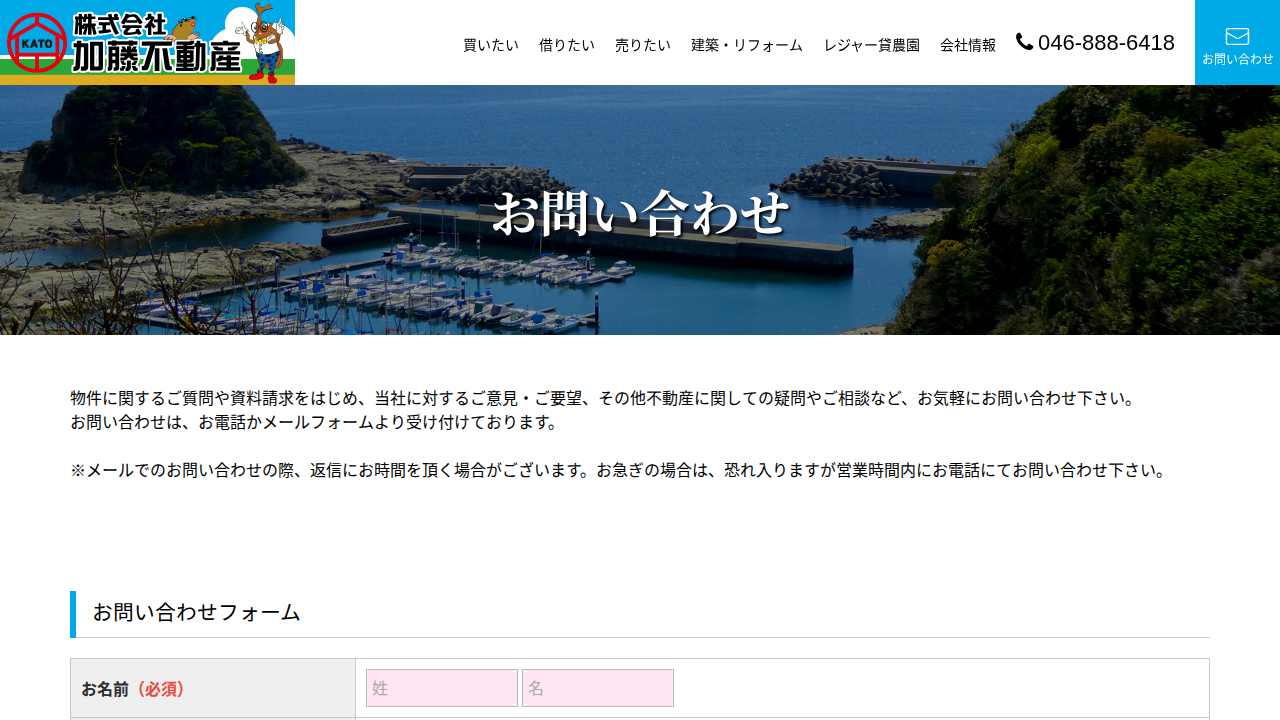 株式会社
KATO
加藤不動産
買いたい
借りたい
売りたい
建築・リフォーム
レジャー貸農園
会社情報
046-888-6418
お問い合わせ
お問い合わせ
物件に関するご質問や資料請求をはじめ、当社に対するご意見・ご要望、その他不動産に関しての疑問やご相談など、お気軽にお問い合わせ下さい。
お問い合わせは、お電話かメールフォームより受け付けております。
※メールでのお問い合わせの際、返信にお時間を頂く場合がございます。お急ぎの場合は、恐れ入りますが営業時間内にお電話にてお問い合わせ下さい。
お問い合わせフォーム
お名前（必須）
姓
名